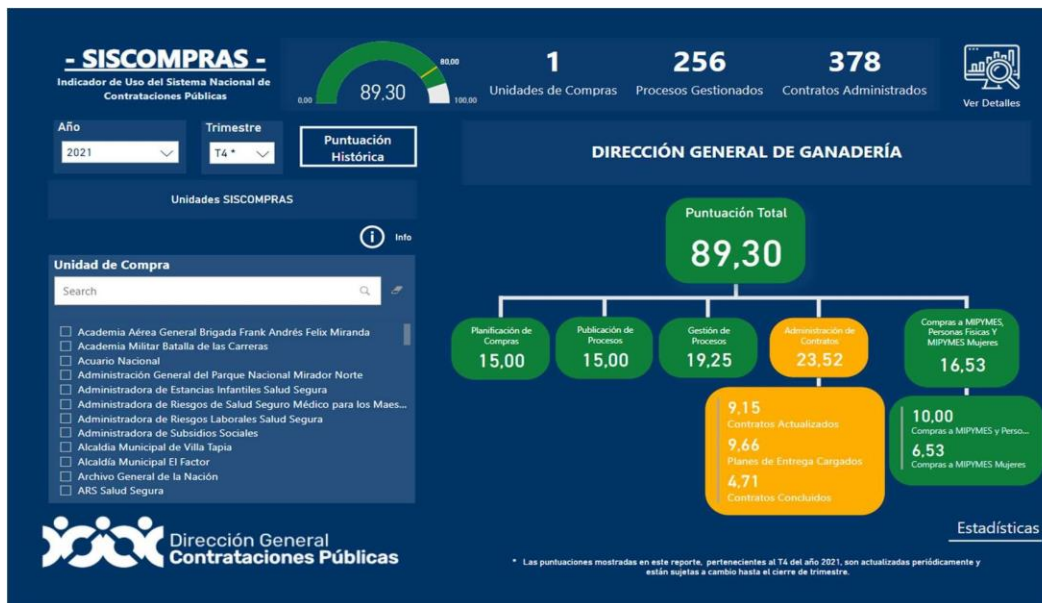 - SISCOMPRAS -
Indicador de Uso del Sistema Nacional de
Contrataciones Públicas
0,00
89,30
80,00
100,00
1
Unidades de Compras
256
Procesos Gestionados
378
Contratos Administrados
Ver Detalles
Año
2021
Trimestre
T4 *
Puntuación
Histórica
DIRECCIÓN GENERAL DE GANADERÍA
Unidades SISCOMPRAS
Info
Unidad de Compra
Search
Academia Aérea General Brigada Frank Andrés Felix Miranda
Academia Militar Batalla de las Carreras
Acuario Nacional
Administración General del Parque Nacional Mirador Norte
Administradora de Estancias Infantiles Salud Segura
Administradora de Riesgos de Salud Seguro Médico para los Maes...
Administradora de Riesgos Laborales Salud Segura
Administradora de Subsidios Sociales
Alcaldia Municipal de Villa Tapia
Alcaldía Municipal El Factor
Archivo General de la Nación
ARS Salud Segura
Puntuación Total
89,30
Planificación de
Compras
15,00
Publicación de
Procesos
15,00
Gestión de
Procesos
19,25
Administración de
Contratos
23,52
Compras a MIPYMES,
Personas Fisicas Y
MIPYMES Mujeres
16,53
9,15
Contratos Actualizados
9,66
Planes de Entrega Cargados
4,71
Contratos Concluidos
10,00
Compras a MIPYMES y Perso...
6,53
Compras a MIPYMES Mujeres
Estadísticas
Dirección General
Contrataciones Públicas
* Las puntuaciones mostradas en este reporte, pertenecientes al T4 del año 2021, son actualizadas periódicamente y
están sujetas a cambio hasta el cierre de trimestre.